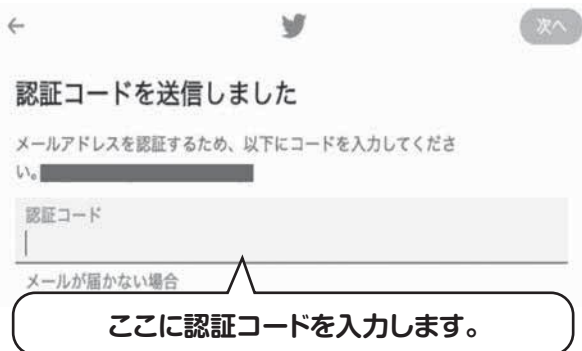 次へ
認証コードを送信しました
メールアドレスを認証するため、以下にコードを入力してくださ
い。
認証コード
メールが届かない場合
ここに認証コードを入力します。